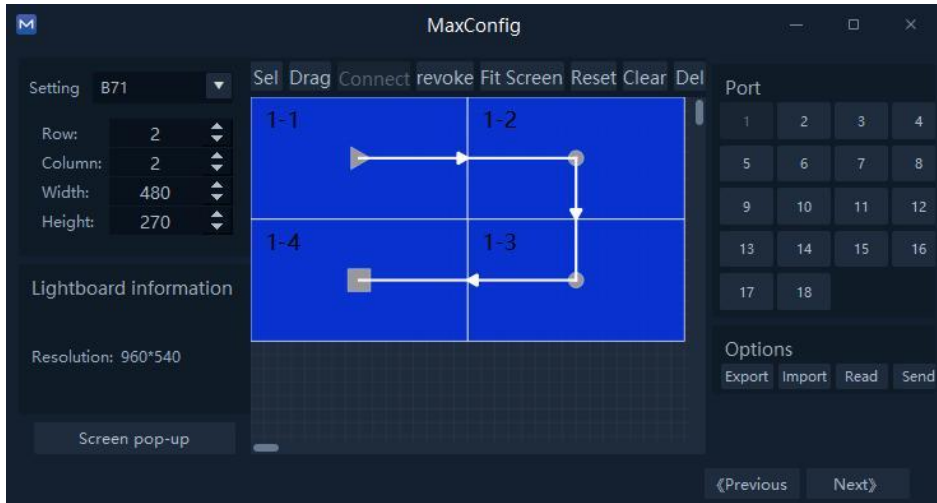 MaxConfig
Setting B71
Row: 2
Column: 2
Width: 480
Height: 270
Lightboard information
Resolution: 960*540
Screen pop-up
Sel Drag Connect revoke Fit Screen Reset Clear Del
1-1 1-2
1-4 1-3
Port
1 2 3 4
5 6 7 8
9 10 11 12
13 14 15 16
17 18
Options
Export Import Read Send
《Previous Next》